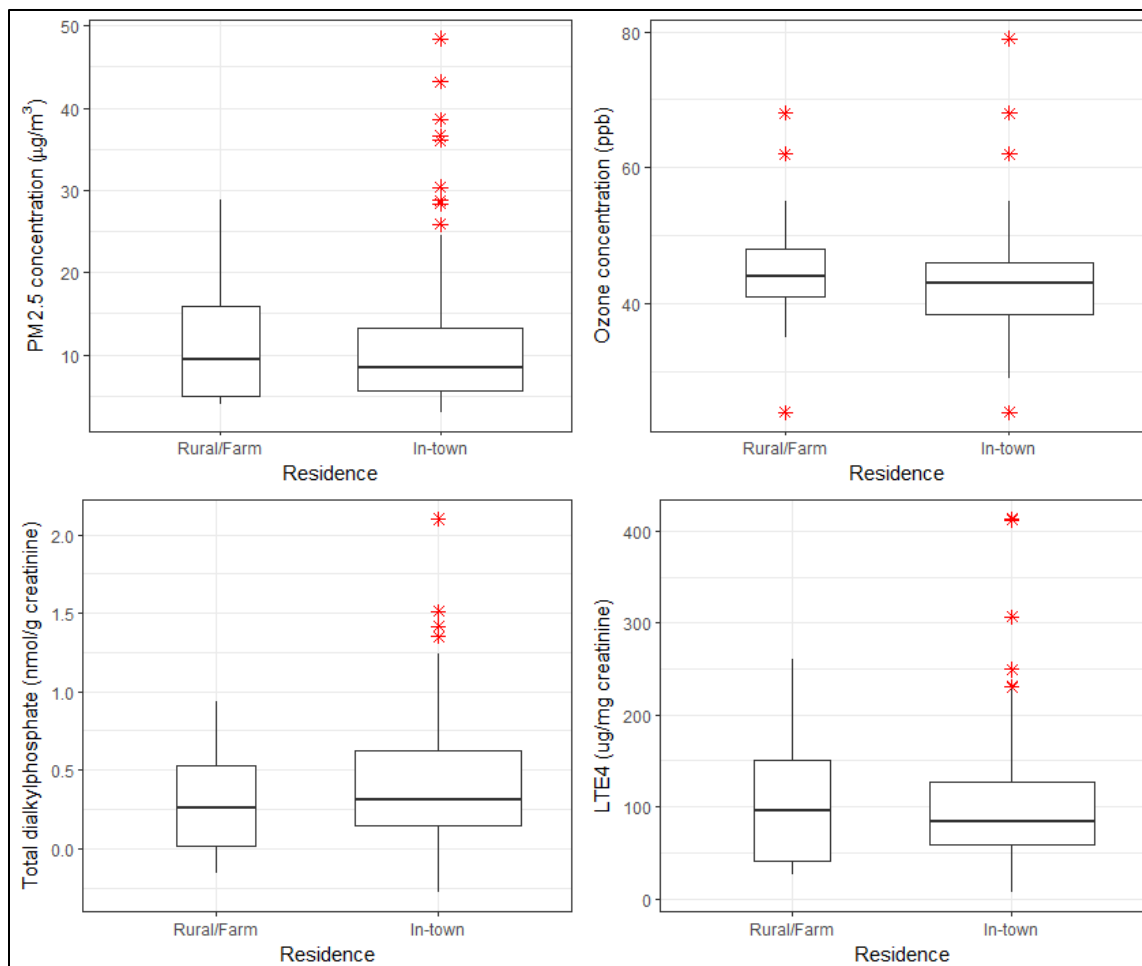 PM2.5 concentration (µg/m³)
50
40
30
20
10
Rural/Farm In-town
Residence
Ozone concentration (ppb)
80
60
40
Rural/Farm In-town
Residence
Total dialkylphosphate (nmol/g creatinine)
2.0
1.5
1.0
0.5
0.0
Rural/Farm In-town
Residence
LTE4 (ug/mg creatinine)
400
300
200
100
0
Rural/Farm In-town
Residence